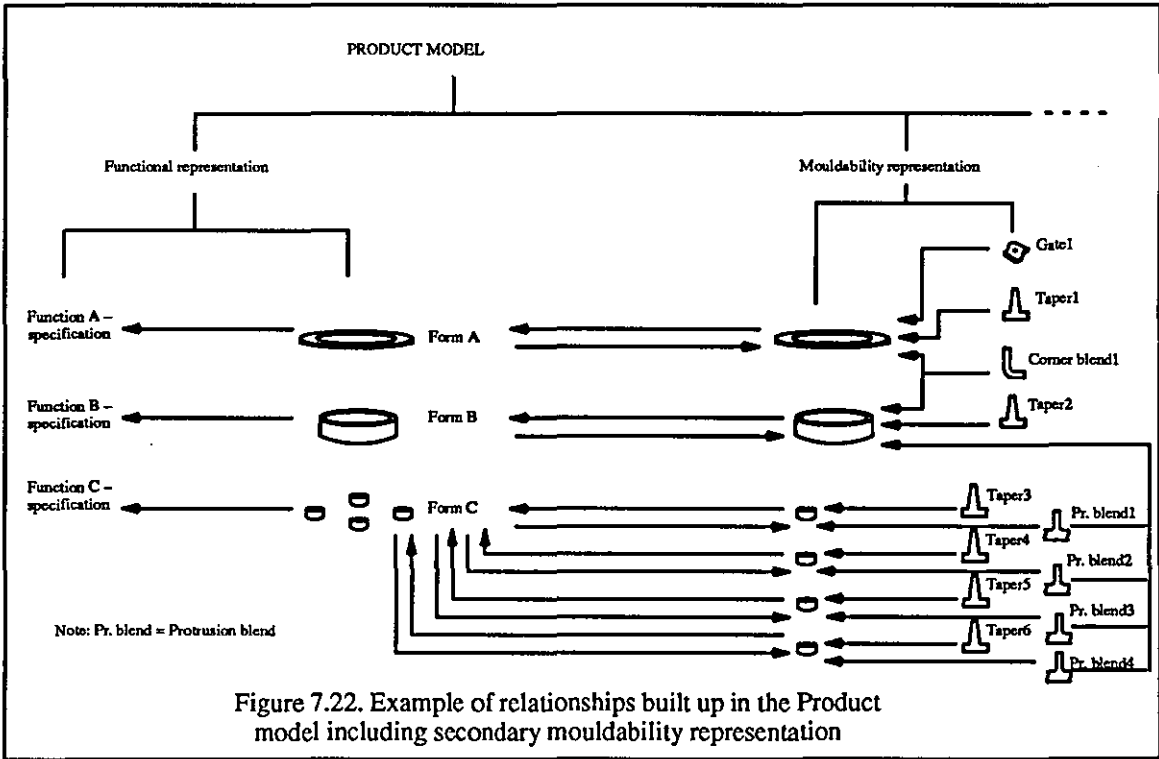 PRODUCT MODEL
Functional representation
Mouldability representation
Gate1
Taper1
Function A –
specification
Form A
Corner blend1
Function B –
specification
Form B
Taper2
Function C –
specification
Form C
Taper3
Pr. blend1
Taper4
Pr. blend2
Taper5
Pr. blend3
Note: Pr. blend = Protrusion blend
Taper6
Pr. blend4
Figure 7.22. Example of relationships built up in the Product
model including secondary mouldability representation